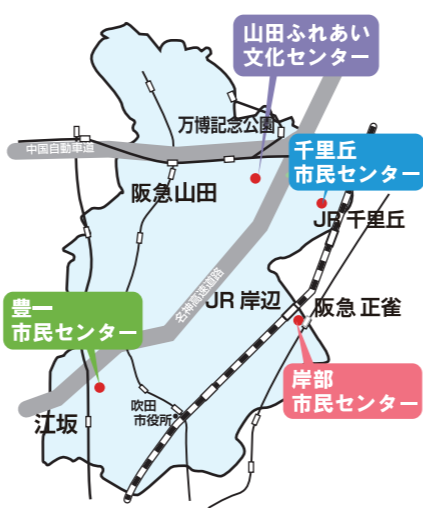 山田ふれあい
文化センター
万博記念公園
中国自動車道
千里丘
市民センター
阪急山田
JR 千里丘
名神高速道路
JR 岸辺
阪急 正雀
豊一
市民センター
岸部
市民センター
吹田
市役所
江坂